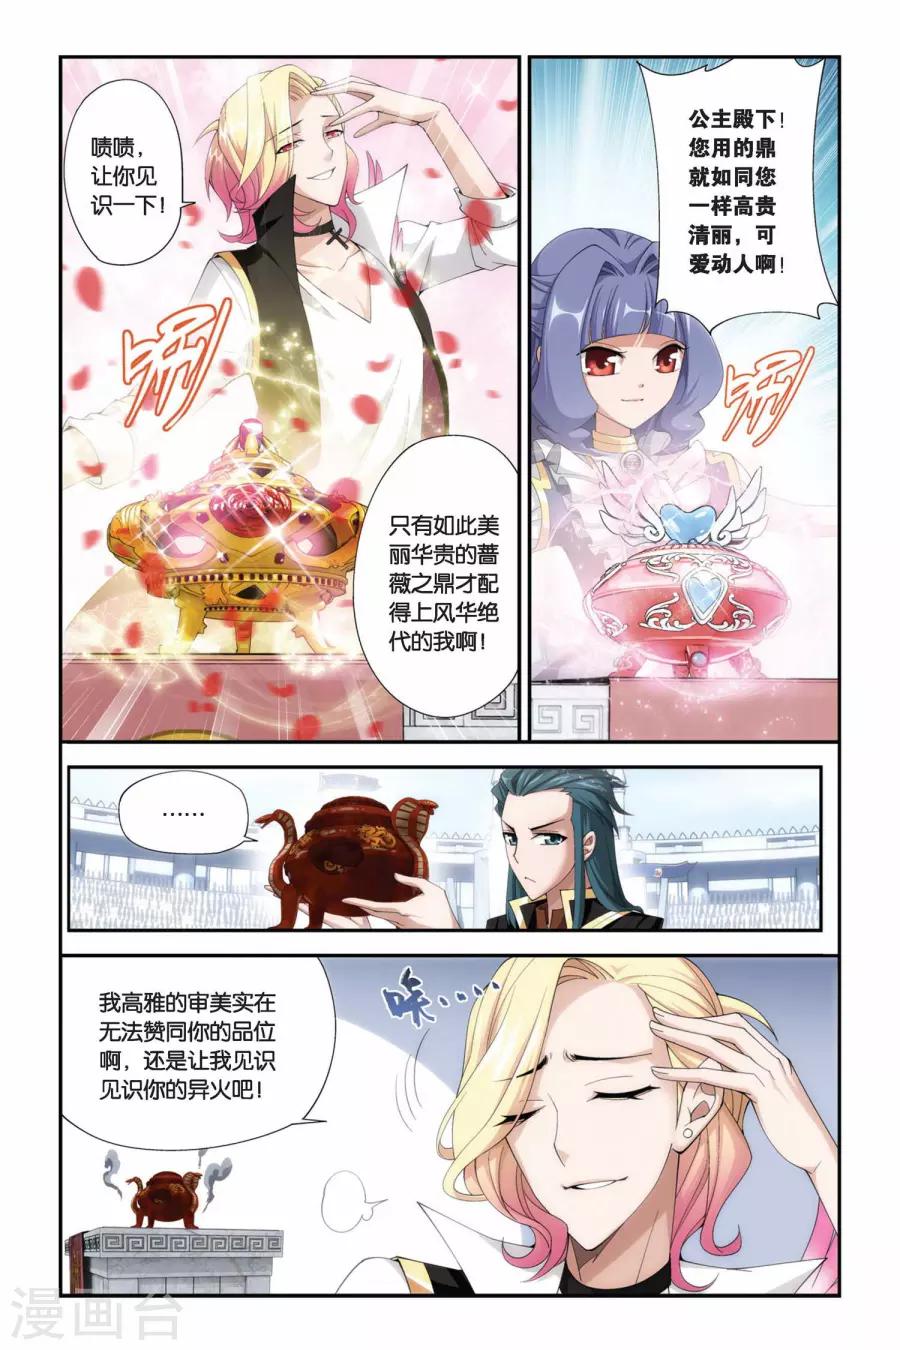 啧啧，
让你见
识一下！
唰
只有如此美
丽华贵的蔷
薇之鼎才配
得上风华绝
代的我啊！
公主殿下！
您用的鼎
就如同您
一样高贵
清丽，可
爱动人啊！
唰
……
我高雅的审美实在
无法赞同你的品位
啊，还是让我见识
见识你的异火吧！
咳……
漫画台